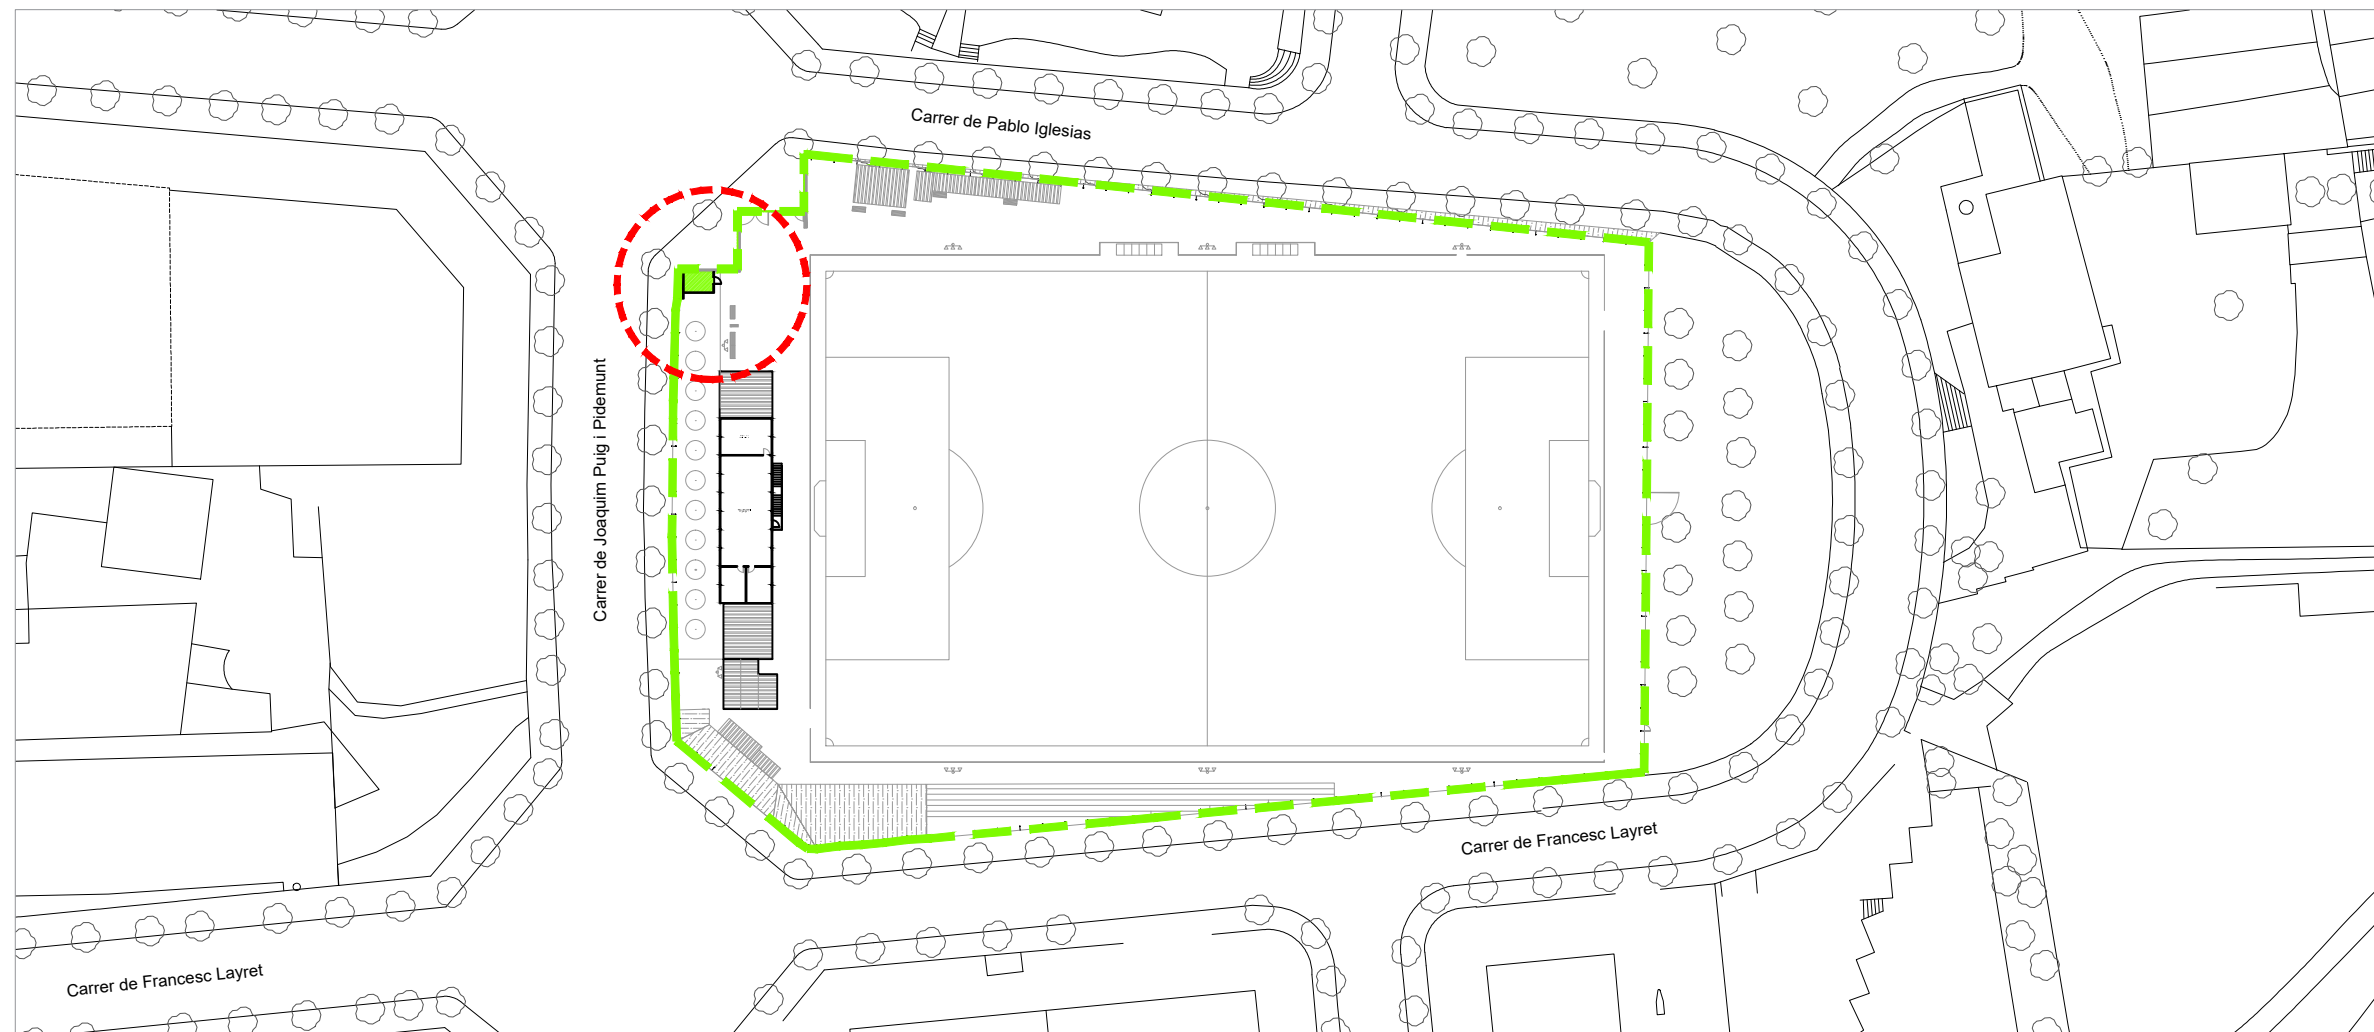 Carrer de Pablo Iglesias
Carrer de Joaquim Puig i Pidemunt
Carrer de Francesc Layret
Carrer de Francesc Layret